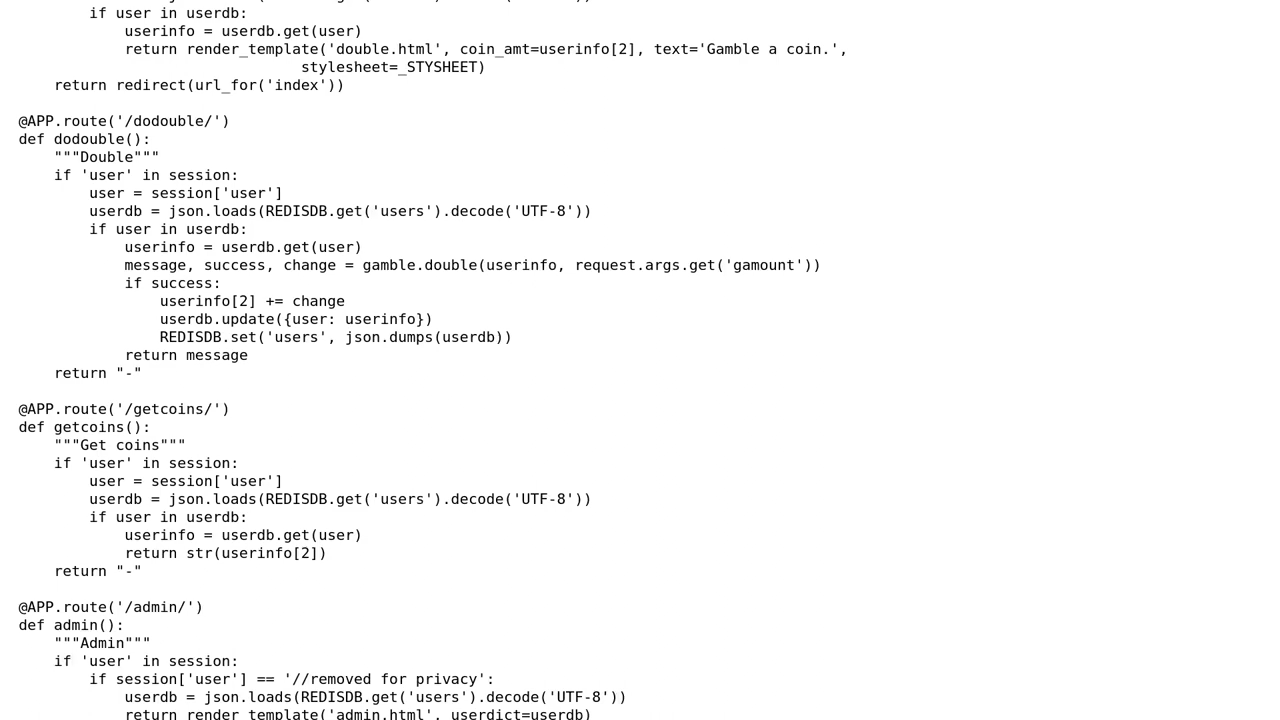 if user in userdb:
            userinfo = userdb.get(user)
            return render_template('double.html', coin_amt=userinfo[2], text='Gamble a coin.',
                                stylesheet=_STYSHEET)
    return redirect(url_for('index'))

@APP.route('/dodouble/')
def dodouble():
    """Double"""
    if 'user' in session:
        user = session['user']
        userdb = json.loads(REDISDB.get('users').decode('UTF-8'))
        if user in userdb:
            userinfo = userdb.get(user)
            message, success, change = gamble.double(userinfo, request.args.get('gamount'))
            if success:
                userinfo[2] += change
                userdb.update({user: userinfo})
                REDISDB.set('users', json.dumps(userdb))
            return message
    return "-"

@APP.route('/getcoins/')
def getcoins():
    """Get coins"""
    if 'user' in session:
        user = session['user']
        userdb = json.loads(REDISDB.get('users').decode('UTF-8'))
        if user in userdb:
            userinfo = userdb.get(user)
            return str(userinfo[2])
    return "-"

@APP.route('/admin/')
def admin():
    """Admin"""
    if 'user' in session:
        if session['user'] == '//removed for privacy':
            userdb = json.loads(REDISDB.get('users').decode('UTF-8'))
            return render_template('admin.html', userdict=userdb)